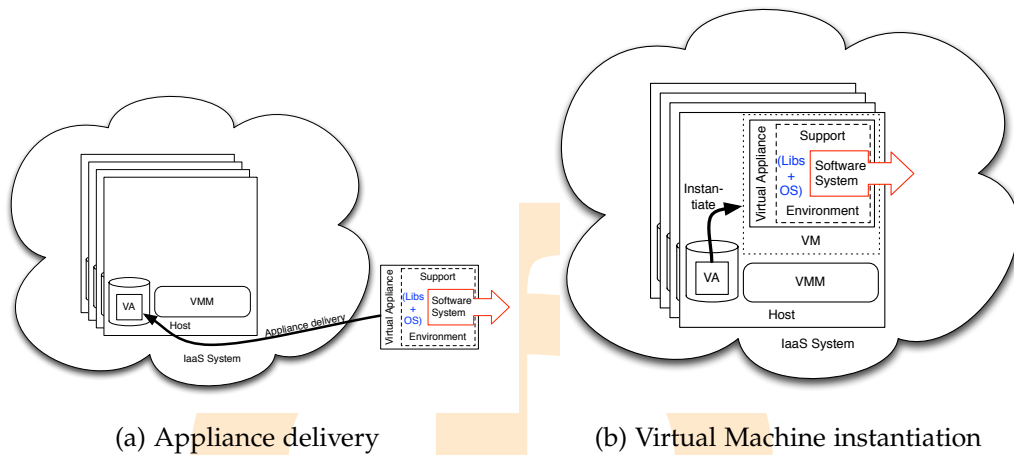 VA
VMM
Host
IaaS System
Appliance delivery
Virtual Appliance
Support
(Libs
+
OS)
Software
System
Environment
(a) Appliance delivery
Instan-
tiate
VA
Virtual Appliance
Support
(Libs
+
OS)
Software
System
Environment
VM
VMM
Host
IaaS System
(b) Virtual Machine instantiation